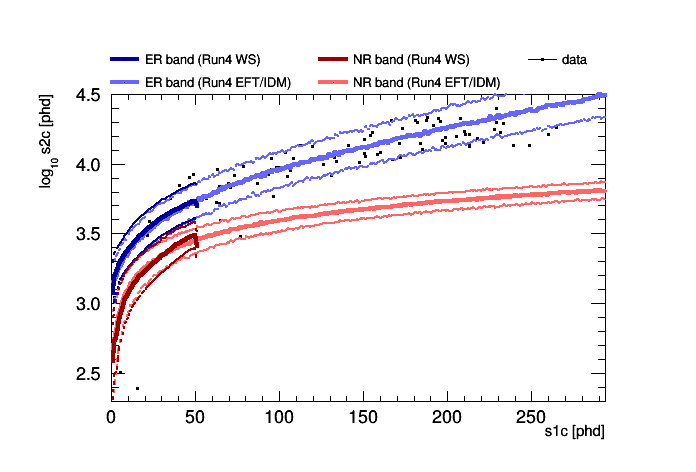 ER band (Run4 WS) NR band (Run4 WS) data
ER band (Run4 EFT/IDM) NR band (Run4 EFT/IDM)
log₁₀ s2c [phd]
4.5
4.0
3.5
3.0
2.5
0 50 100 150 200 250
s1c [phd]